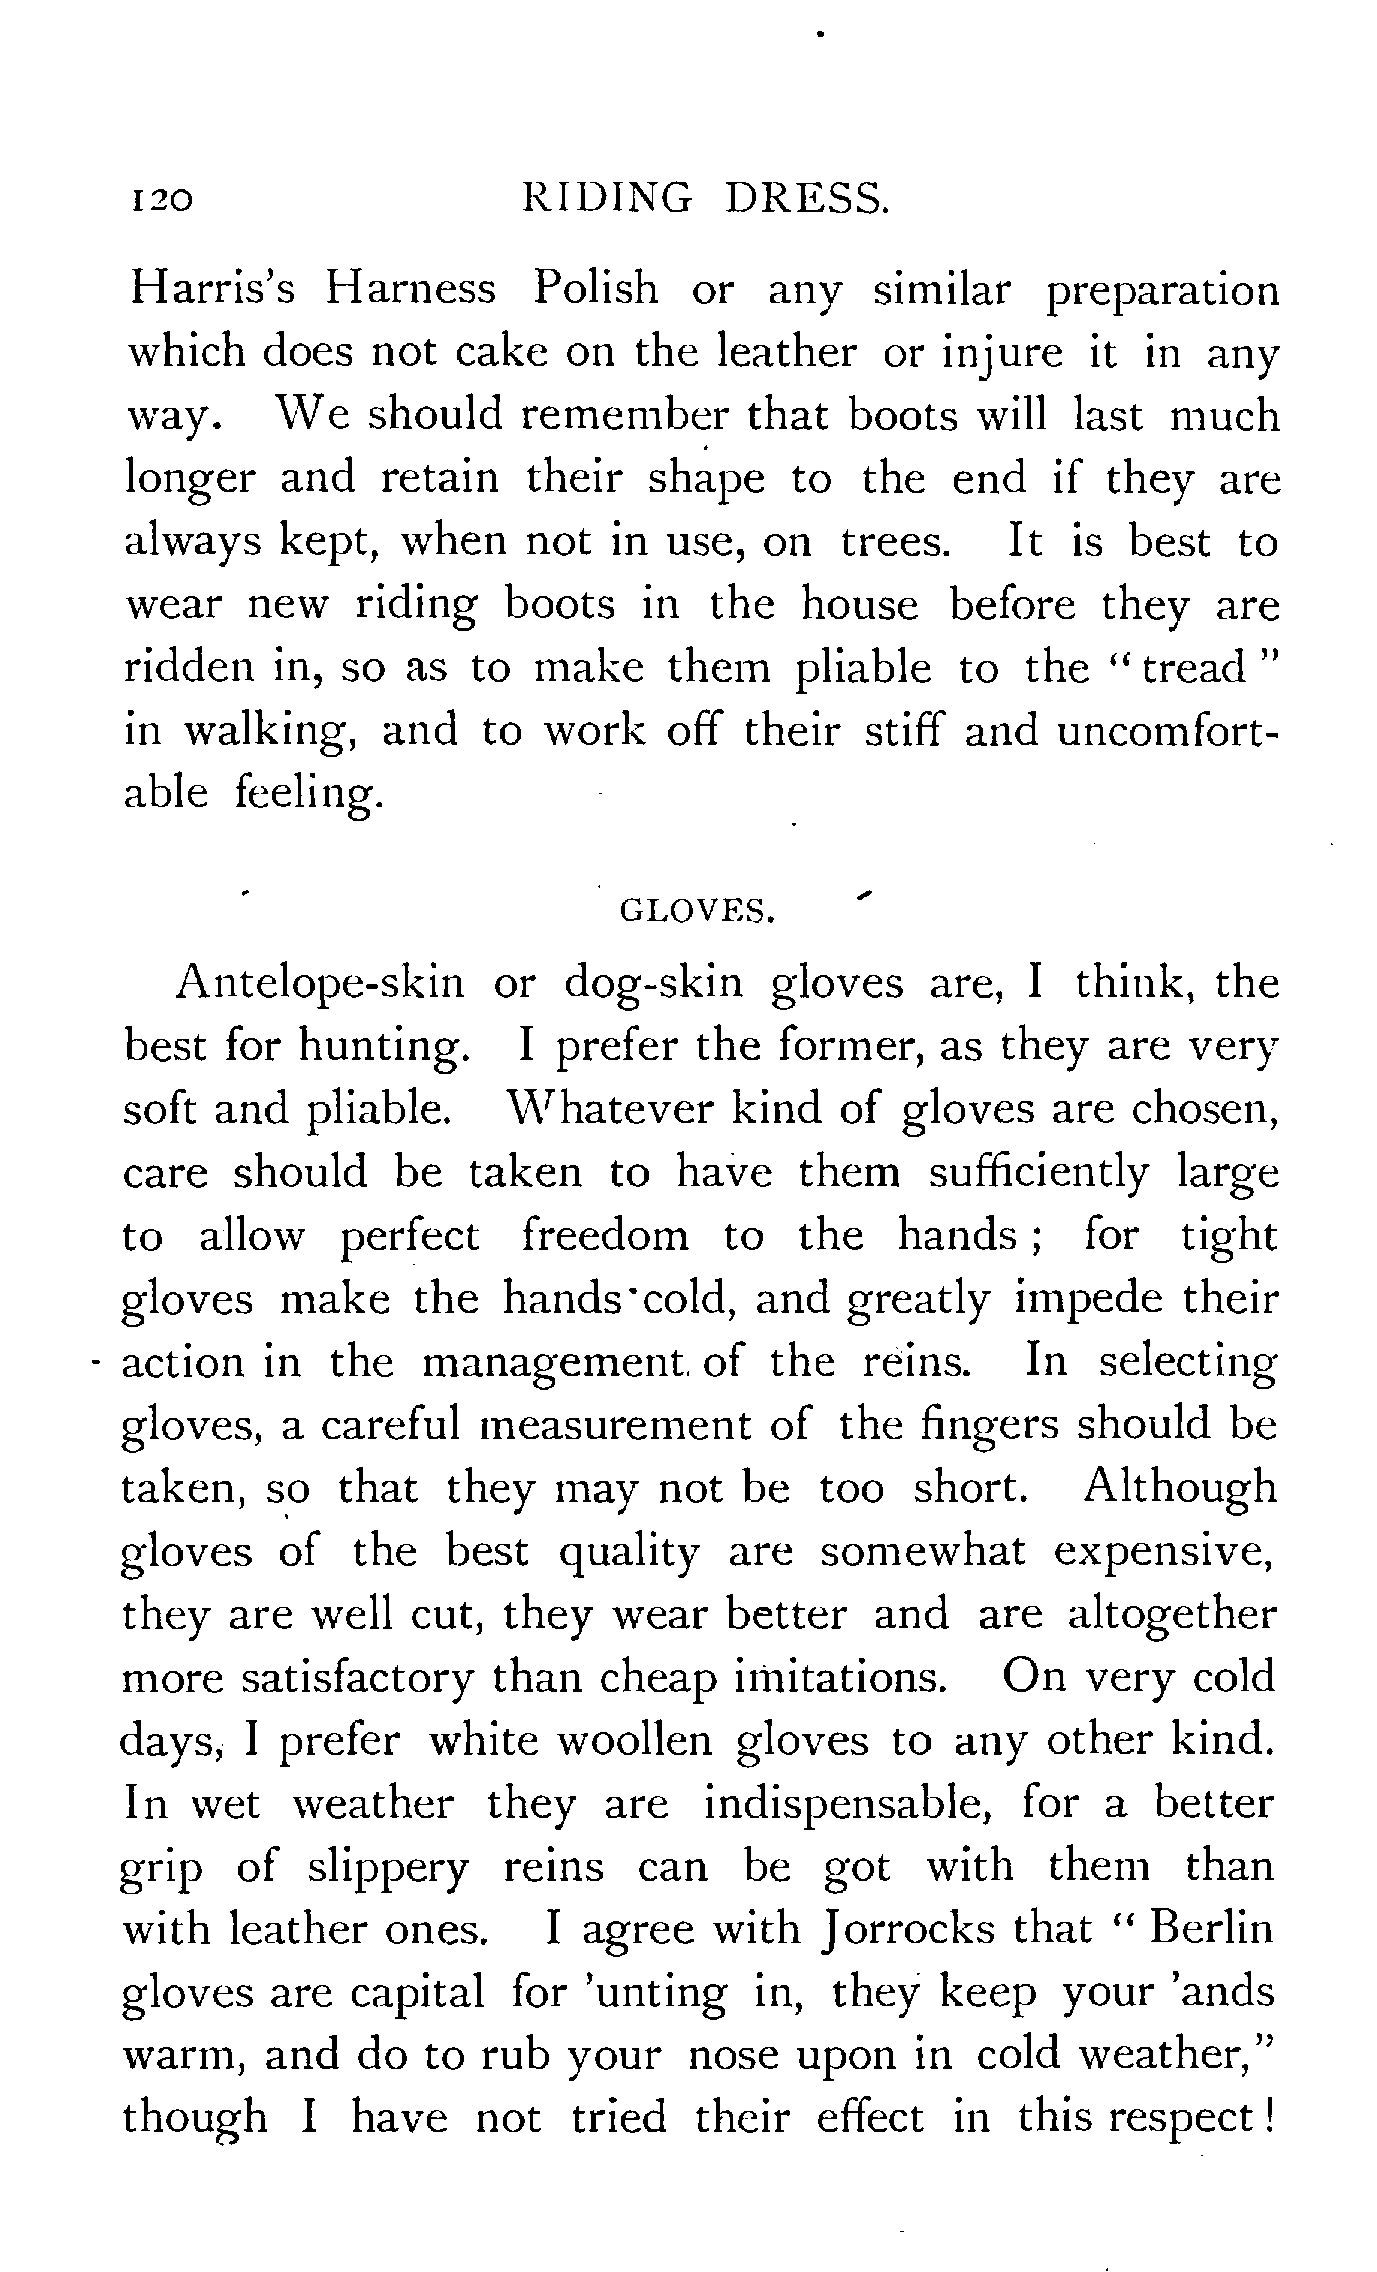 120 RIDING DRESS.
Harris's Harness Polish or any similar preparation
which does not cake on the leather or injure it in any
way. We should remember that boots will last much
longer and retain their shape to the end if they are
always kept, when not in use, on trees. It is best to
wear new riding boots in the house before they are
ridden in, so as to make them pliable to the " tread "
in walking, and to work off their stiff and uncomfort-
able feeling.
GLOVES.
Antelope-skin or dog-skin gloves are, I think, the
best for hunting. I prefer the former, as they are very
soft and pliable. Whatever kind of gloves are chosen,
care should be taken to have them sufficiently large
to allow perfect freedom to the hands ; for tight
gloves make the hands cold, and greatly impede their
action in the management of the reins. In selecting
gloves, a careful measurement of the fingers should be
taken, so that they may not be too short. Although
gloves of the best quality are somewhat expensive,
they are well cut, they wear better and are altogether
more satisfactory than cheap imitations. On very cold
days, I prefer white woollen gloves to any other kind.
In wet weather they are indispensable, for a better
grip of slippery reins can be got with them than
with leather ones. I agree with Jorrocks that " Berlin
gloves are capital for 'unting in, they keep your 'ands
warm, and do to rub your nose upon in cold weather,"
though I have not tried their effect in this respect !